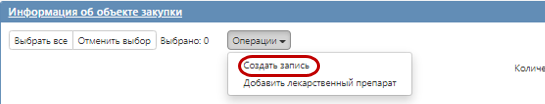 Информация об объекте закупки
Выбрать все Отменить выбор Выбрано: 0 Операции
Создать запись
Количе
Добавить лекарственный препарат